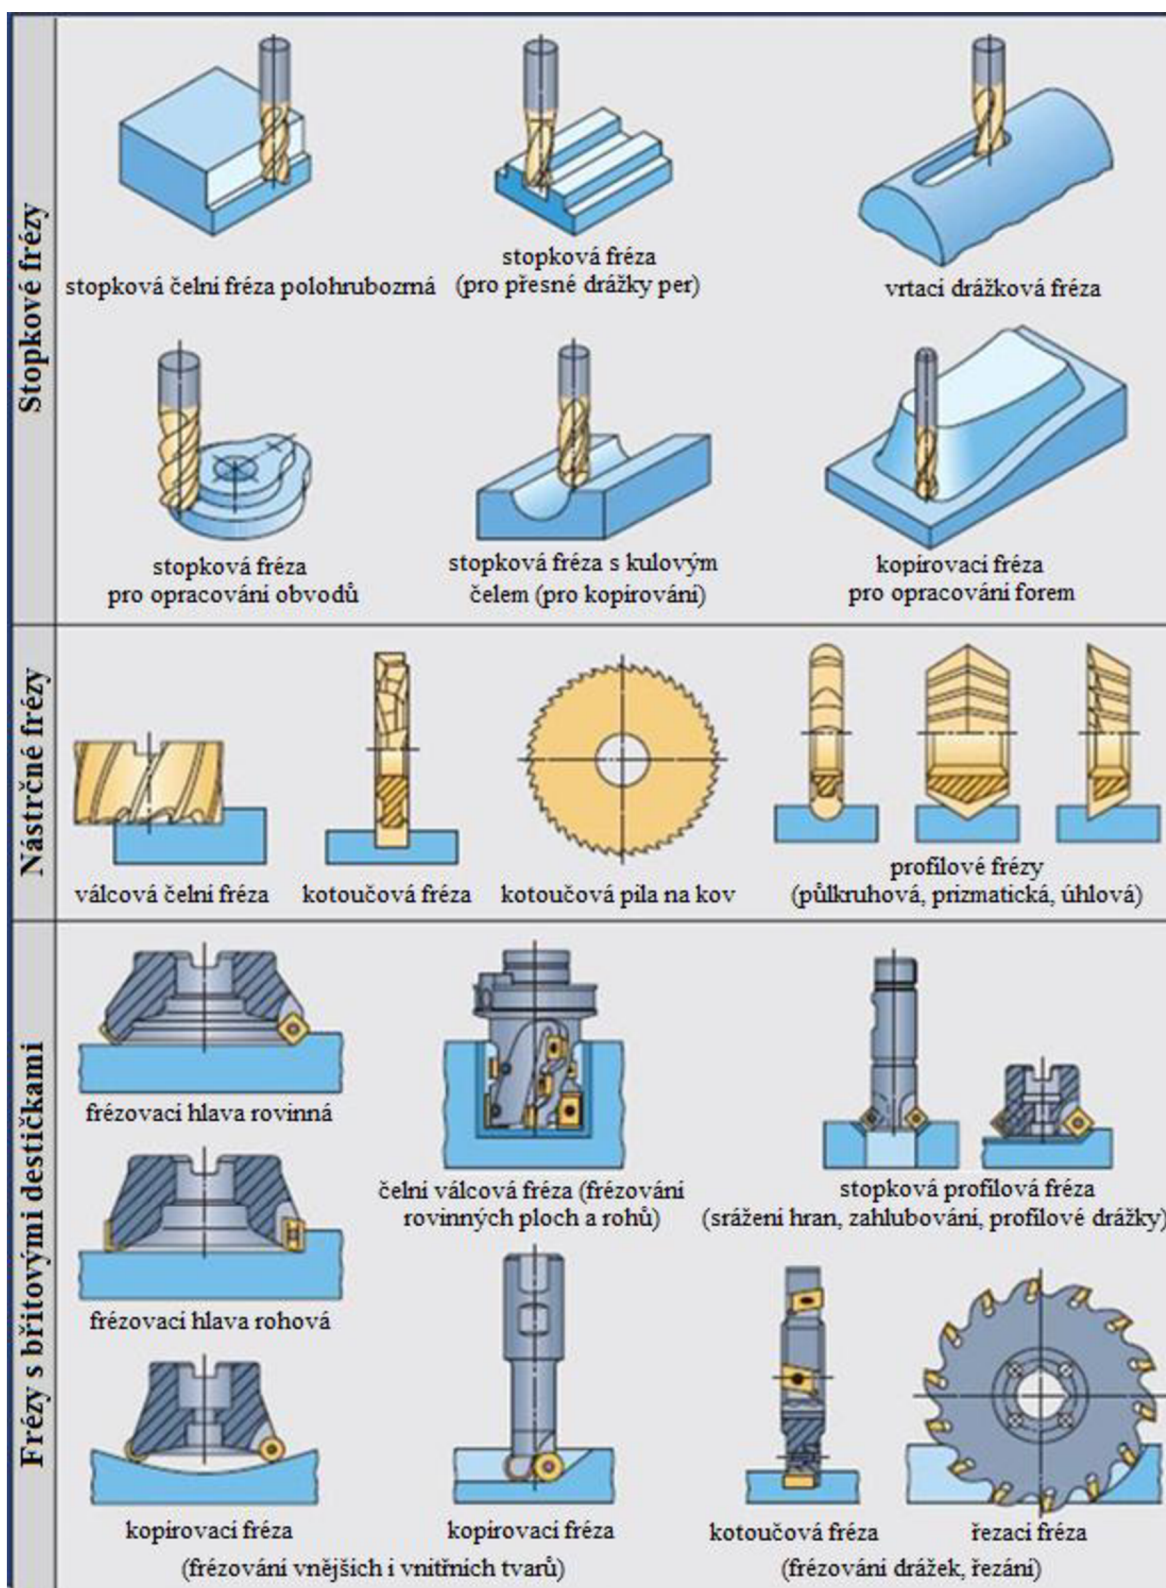 Stopkové frézy
stopková čelní fréza polohrubozrná
stopková fréza
(pro přesné drážky per)
vrtaci drážková fréza
stopková fréza
pro opracování obvodů
stopková fréza s kulovým
čelem (pro kopírování)
kopírovací fréza
pro opracování forem
Nástrčné frézy
válcová čelní fréza
kotoučová fréza
kotoučová pila na kov
profilové frézy
(půlkruhová, prizmatická, úhlová)
Frézy s břitovými destičkami
frézovací hlava rovinná
čelní válcová fréza (frézování
rovinných ploch a rohů)
stopková profilová fréza
(srážení hran, zahlubování, profilové drážky)
frézovací hlava rohová
kopírovací fréza
kopírovací fréza
(frézování vnějších i vnitřních tvarů)
kotoučová fréza
řezací fréza
(frézování drážek, řezání)